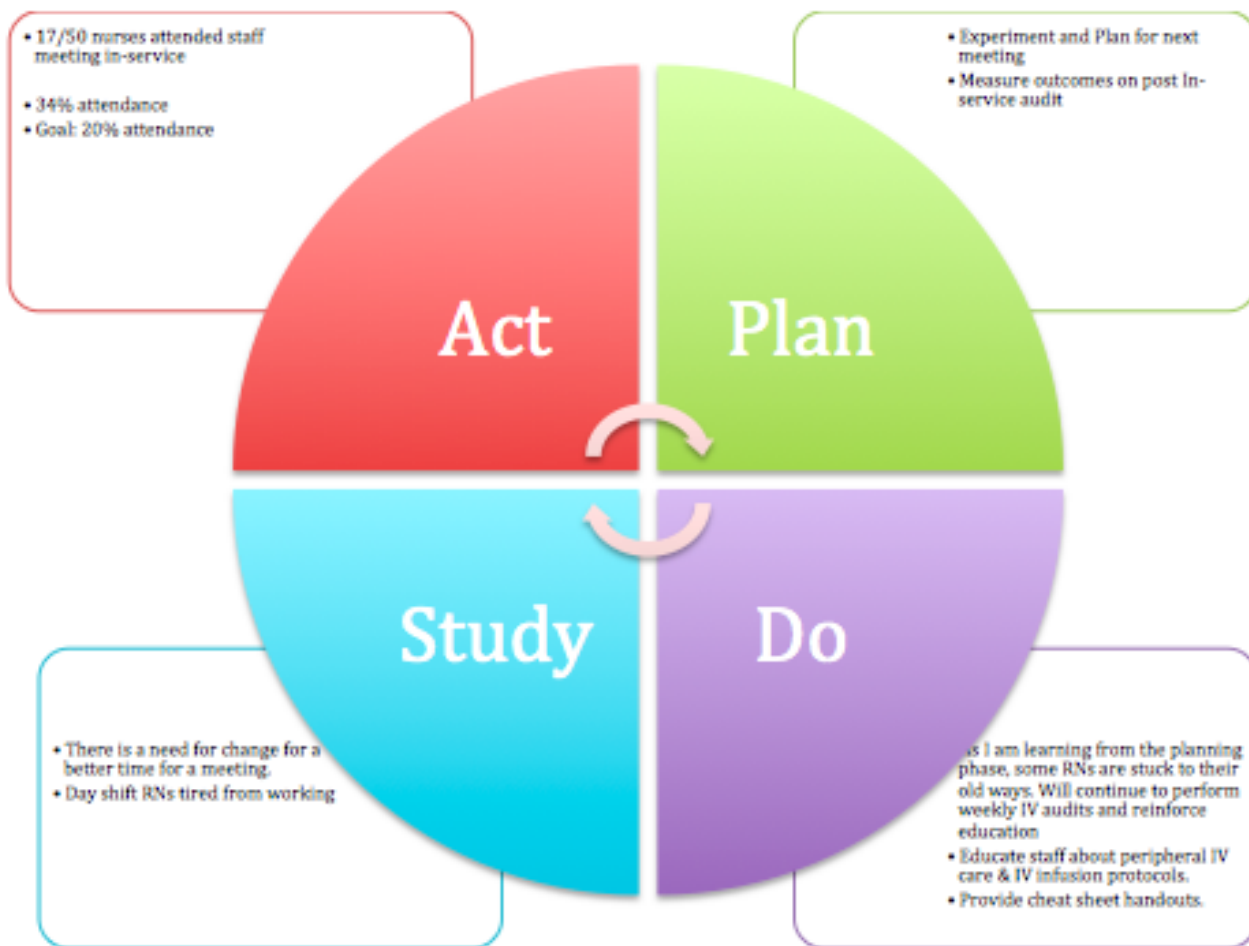 • 17/50 nurses attended staff
meeting in-service
• 34% attendance
• Goal: 20% attendance
• Experiment and Plan for next
meeting
• Measure outcomes on post In-
service audit
Act
Plan
Study
Do
• There is a need for change for a
better time for a meeting.
• Day shift RNs tired from working
I am learning from the planning
phase, some RNs are stuck to their
old ways. Will continue to perform
weekly IV audits and reinforce
education
• Educate staff about peripheral IV
care & IV infusion protocols.
• Provide cheat sheet handouts.